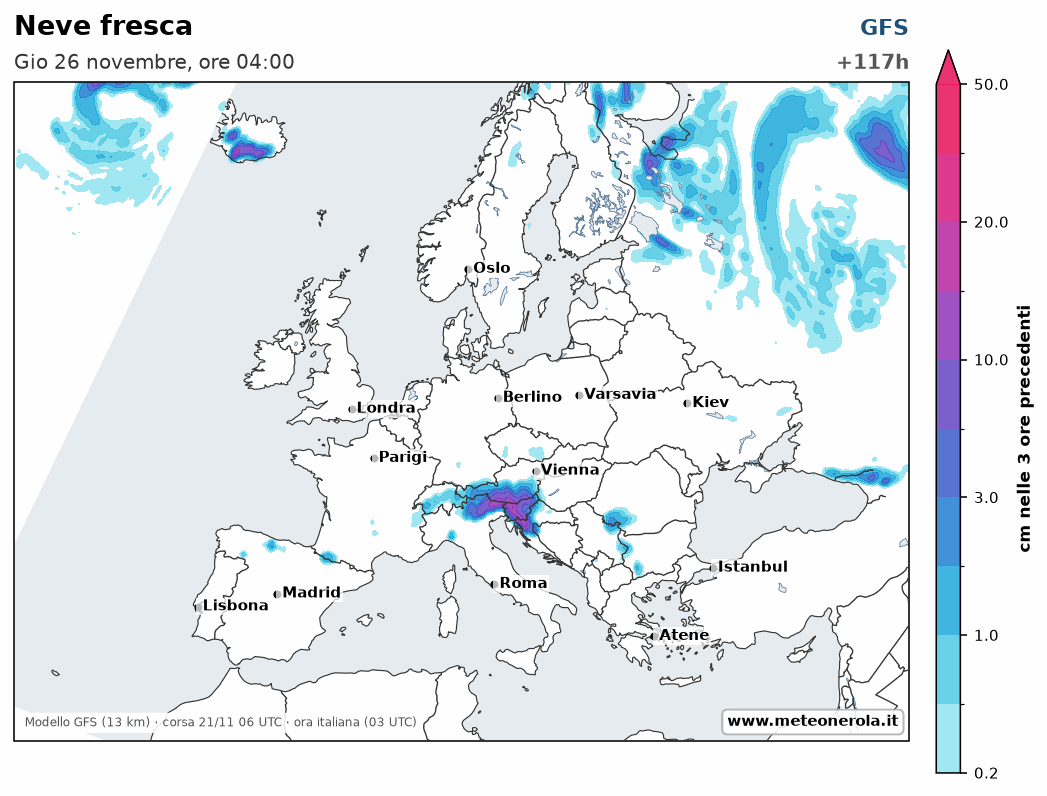 Neve fresca
GFS
Gio 26 novembre, ore 04:00
+117h
50.0
20.0
10.0
3.0
1.0
0.2
cm nelle 3 ore precedenti
Oslo
Berlino
Varsavia
Kiev
Londra
Parigi
Vienna
Istanbul
Roma
Madrid
Lisbona
Atene
Modello GFS (13 km) · corsa 21/11 06 UTC · ora italiana (03 UTC)
www.meteonerola.it